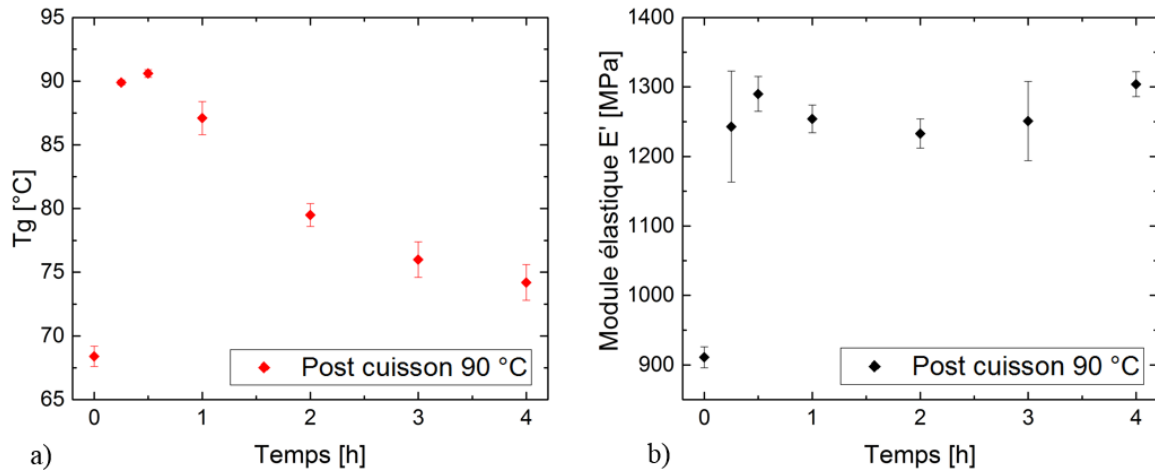 95
90
85
80
75
70
65
Tg [°C]
Post cuisson 90 °C
0 1 2 3 4
Temps [h]
a)
1400
1300
1200
1100
1000
900
Module élastique E' [MPa]
Post cuisson 90 °C
0 1 2 3 4
Temps [h]
b)